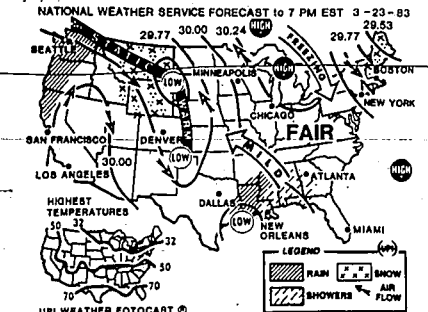 NATIONAL WEATHER SERVICE FORECAST to 7 PM EST 3-23-83
29.77 30.00 30.24 HIGH 29.77 29.53
SEATTLE
FREEZING
BOSTON
LOW MINNEAPOLIS HIGH
NEW YORK
CHICAGO
WARM
FAIR
SAN FRANCISCO DENVER
LOW
30.00
MILD
LOS ANGELES
ATLANTA HIGH
HIGHEST
TEMPERATURES
DALLAS
50 32
LOW NEW
ORLEANS
MIAMI
32
50
70 70
LEGEND UPI
RAIN SNOW
SHOWERS AIR
FLOW
UPI WEATHER FOTOCAST ®